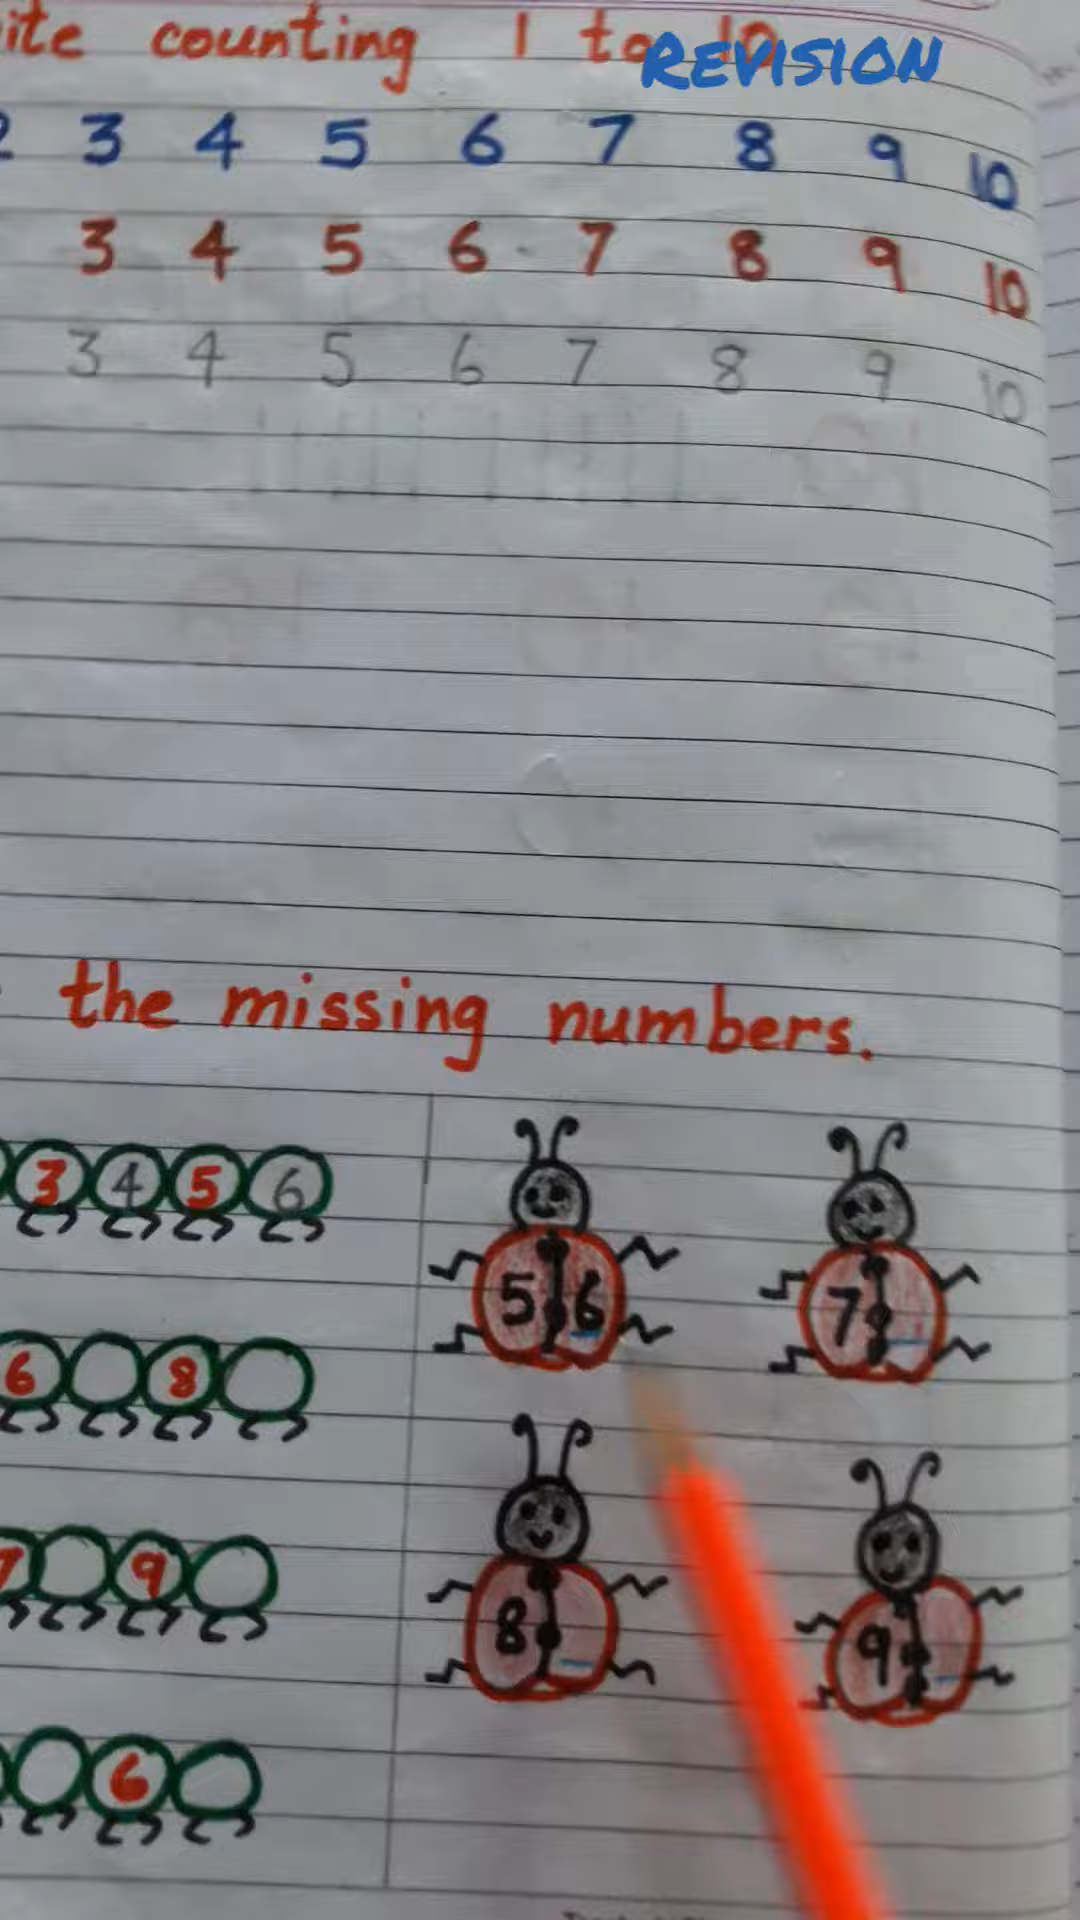 ite counting 1 to 10
REVISION
2 3 4 5 6 7 8 9 10
3 4 5 6 7 8 9 10
3 4 5 6 7 8 9 10
the missing numbers.
3 4 5 6
5 6
7
6 8
8
9
7 9
6